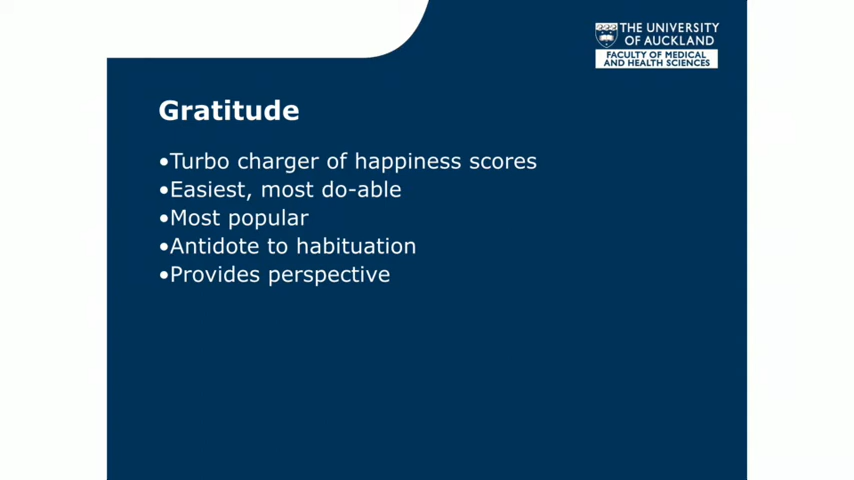 THE UNIVERSITY
OF AUCKLAND
FACULTY OF MEDICAL
AND HEALTH SCIENCES
Gratitude
•Turbo charger of happiness scores
•Easiest, most do-able
•Most popular
•Antidote to habituation
•Provides perspective